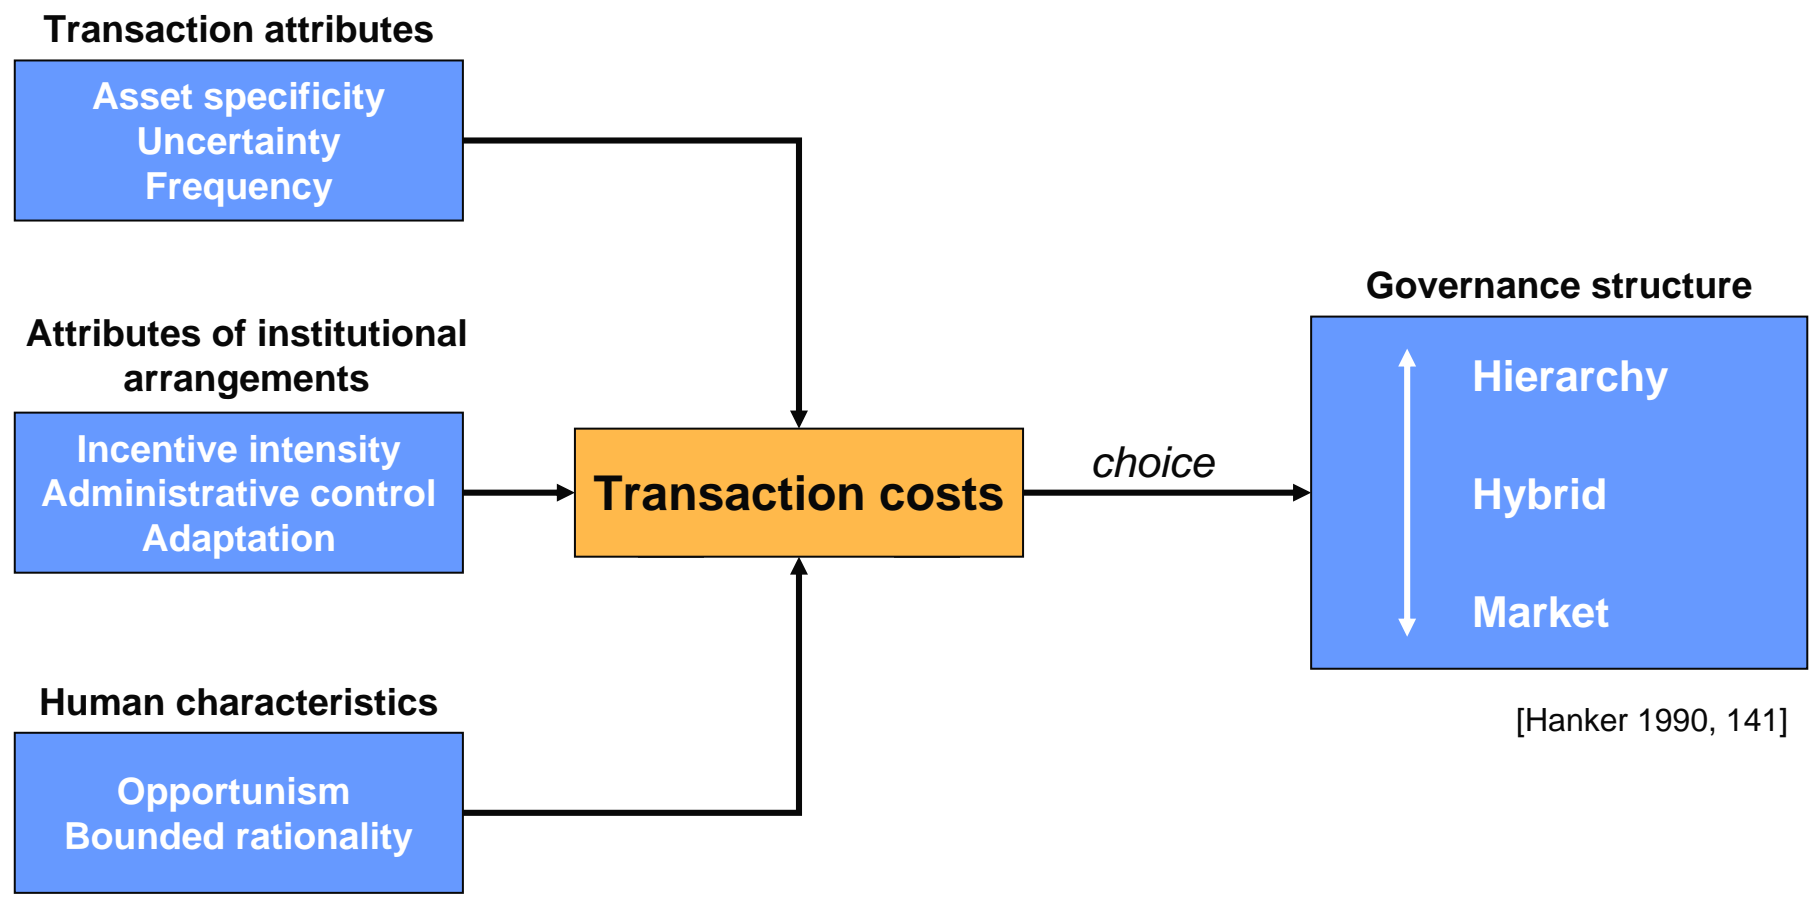 Transaction attributes
Asset specificity
Uncertainty
Frequency
Attributes of institutional
arrangements
Incentive intensity
Administrative control
Adaptation
Human characteristics
Opportunism
Bounded rationality
Transaction costs
choice
Governance structure
Hierarchy
Hybrid
Market
[Hanker 1990, 141]